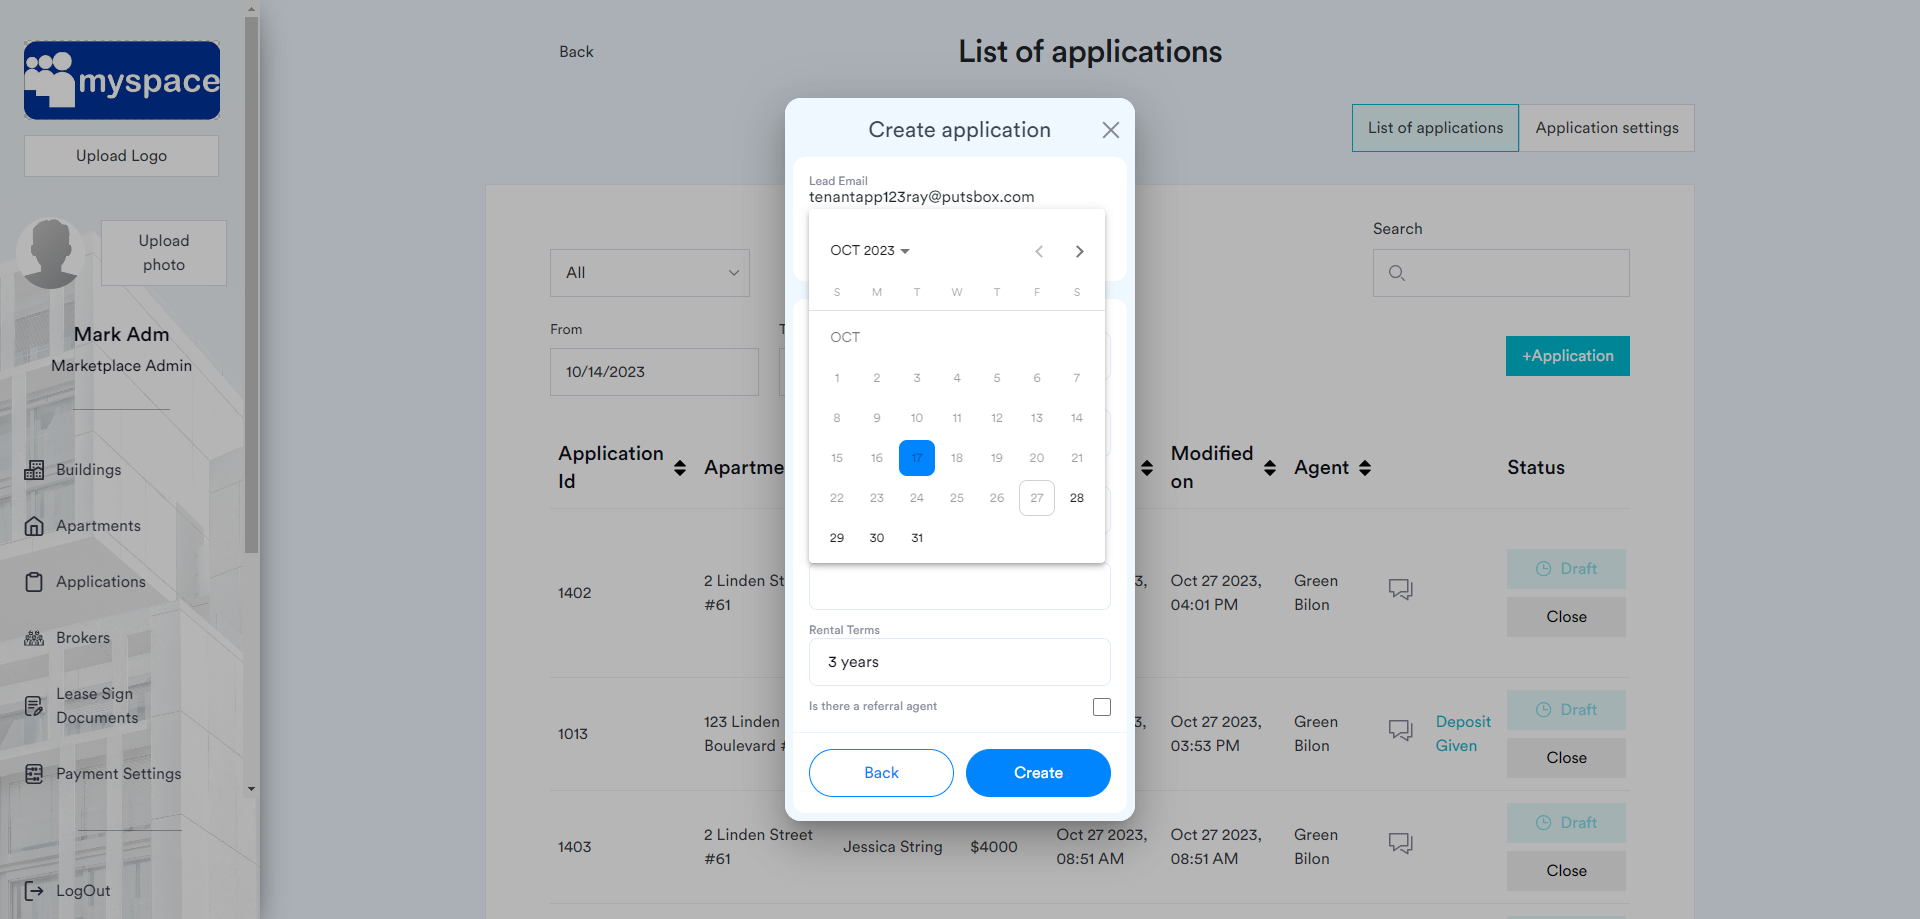 myspace
Upload Logo
Upload
photo
Mark Adm
Marketplace Admin
Buildings
Apartments
Applications
Brokers
Lease Sign
Documents
Payment Settings
LogOut
Back
List of applications
List of applications
Application settings
All
Search
From
T
10/14/2023
+Application
Application
Id
Apartme
Modified
on
Agent
Status
1402
2 Linden St
#61
3,
Oct 27 2023,
04:01 PM
Green
Bilon
Draft
Close
1013
123 Linden
Boulevard #
3,
Oct 27 2023,
03:53 PM
Green
Bilon
Deposit
Given
Draft
Close
1403
2 Linden Street
#61
Jessica String
$4000
Oct 27 2023,
08:51 AM
Oct 27 2023,
08:51 AM
Green
Bilon
Draft
Close
Create application
Lead Email
tenantapp123ray@putsbox.com
OCT 2023
S M T W T F S
OCT
1 2 3 4 5 6 7
8 9 10 11 12 13 14
15 16 17 18 19 20 21
22 23 24 25 26 27 28
29 30 31
Rental Terms
3 years
Is there a referral agent
Back
Create